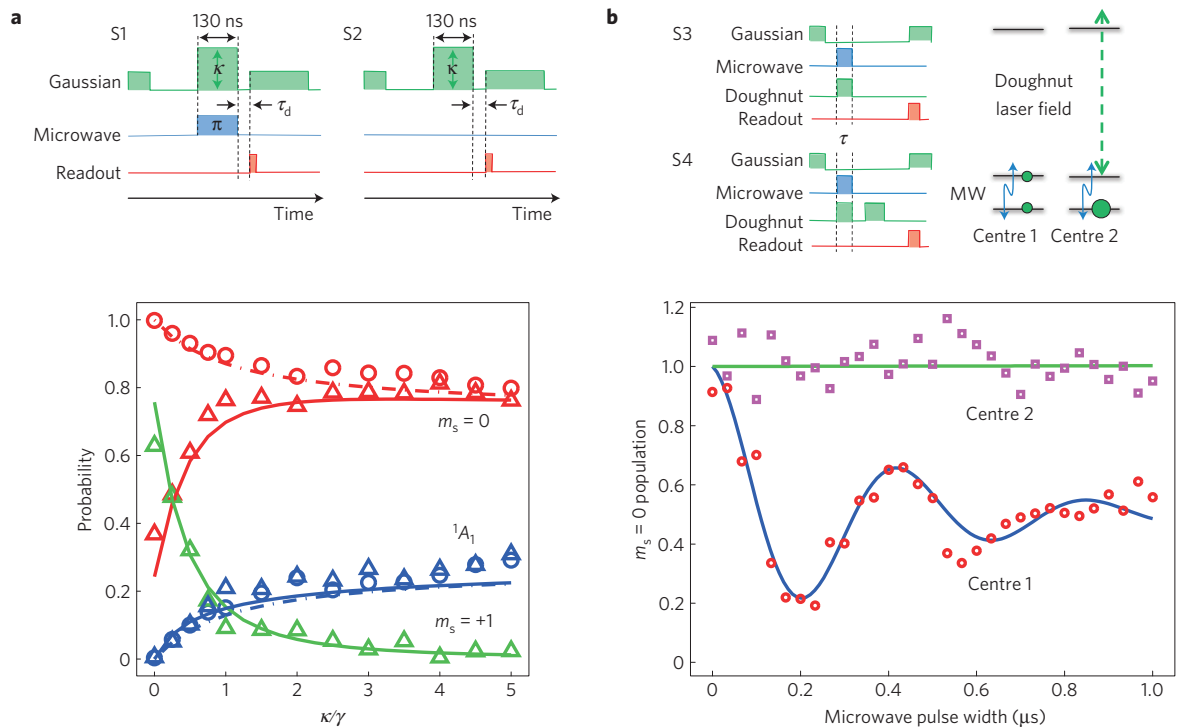 a
130 ns
130 ns
S1
S2
κ
κ
Gaussian
τd
τd
π
Microwave
Readout
Time
Time
1.0
0.8
0.6
0.4
0.2
0
Probability
ms = 0
¹A₁
ms = +1
0
1
2
3
4
5
κ/γ
b
S3
Gaussian
Microwave
Doughnut
Readout
τ
S4
Gaussian
Microwave
Doughnut
Readout
Doughnut
laser field
MW
Centre 1
Centre 2
1.2
1.0
0.8
0.6
0.4
0.2
0
ms = 0 population
Centre 2
Centre 1
0
0.2
0.4
0.6
0.8
1.0
Microwave pulse width (μs)